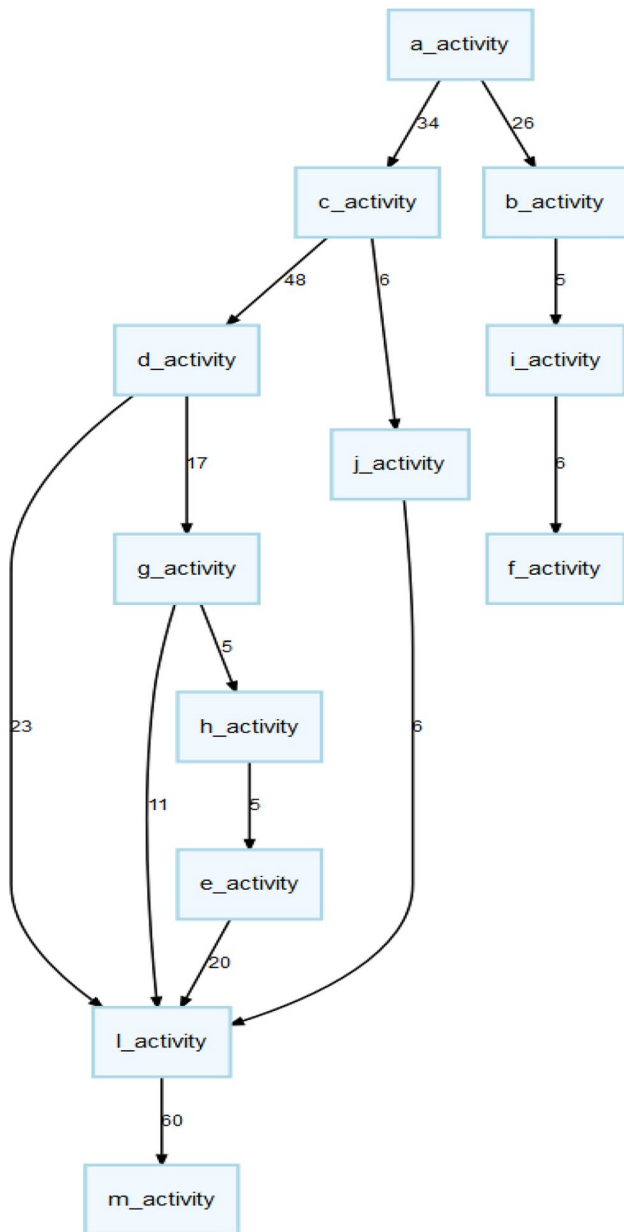 a_activity
34
26
c_activity
b_activity
48
6
5
d_activity
i_activity
j_activity
17
6
g_activity
f_activity
5
h_activity
23
6
11
5
e_activity
20
l_activity
60
m_activity